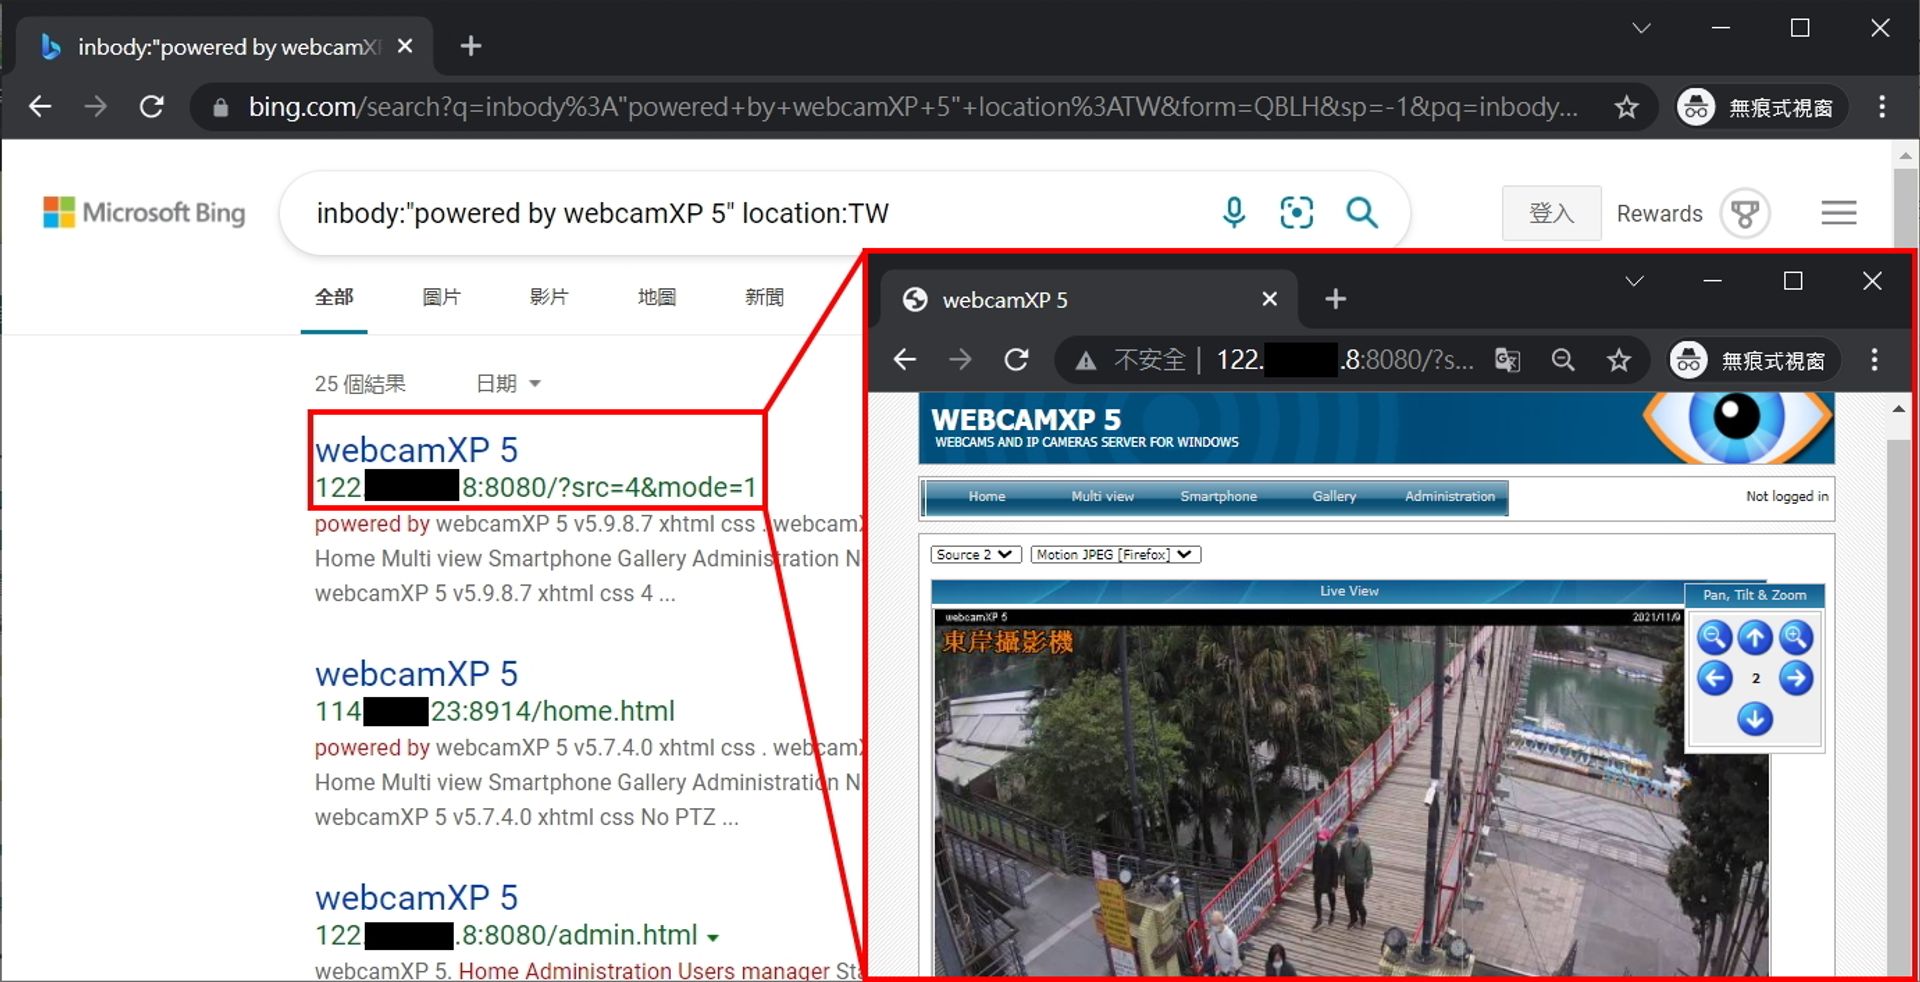 inbody:"powered by webcamXP
bing.com/search?q=inbody%3A"powered+by+webcamXP+5"+location%3ATW&form=QBLH&sp=-1&pq=inbody...
無痕式視窗
Microsoft Bing
inbody:"powered by webcamXP 5" location:TW
登入
Rewards
全部
圖片
影片
地圖
新聞
25 個結果
日期
webcamXP 5
122. 8:8080/?src=4&mode=1
powered by webcamXP 5 v5.9.8.7 xhtml css . webcamX
Home Multi view Smartphone Gallery Administration N
webcamXP 5 v5.9.8.7 xhtml css 4 ...
webcamXP 5
114 23:8914/home.html
powered by webcamXP 5 v5.7.4.0 xhtml css . webcamX
Home Multi view Smartphone Gallery Administration N
webcamXP 5 v5.7.4.0 xhtml css No PTZ ...
webcamXP 5
122. .8:8080/admin.html
webcamXP 5. Home Administration Users manager Sta
webcamXP 5
不安全
122. .8:8080/?s...
無痕式視窗
WEBCAMXP 5
WEBCAMS AND IP CAMERAS SERVER FOR WINDOWS
Home
Multi view
Smartphone
Gallery
Administration
Not logged in
Source 2
Motion JPEG [Firefox]
Live View
Pan, Tilt & Zoom
webcamXP 5
2021/11/9
東岸攝影機
2